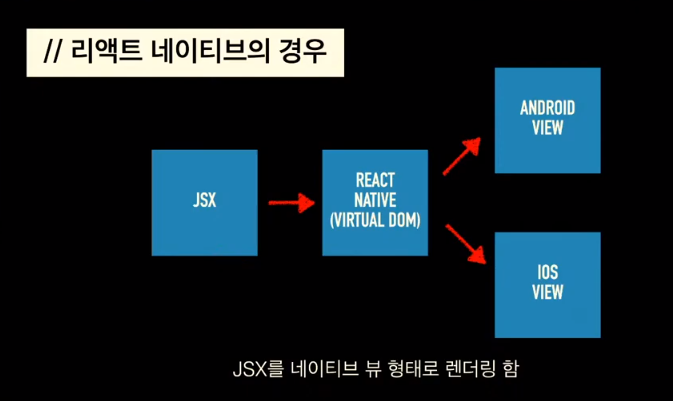 // 리액트 네이티브의 경우
JSX
REACT
NATIVE
(VIRTUAL DOM)
ANDROID
VIEW
IOS
VIEW
JSX를 네이티브 뷰 형태로 렌더링 함